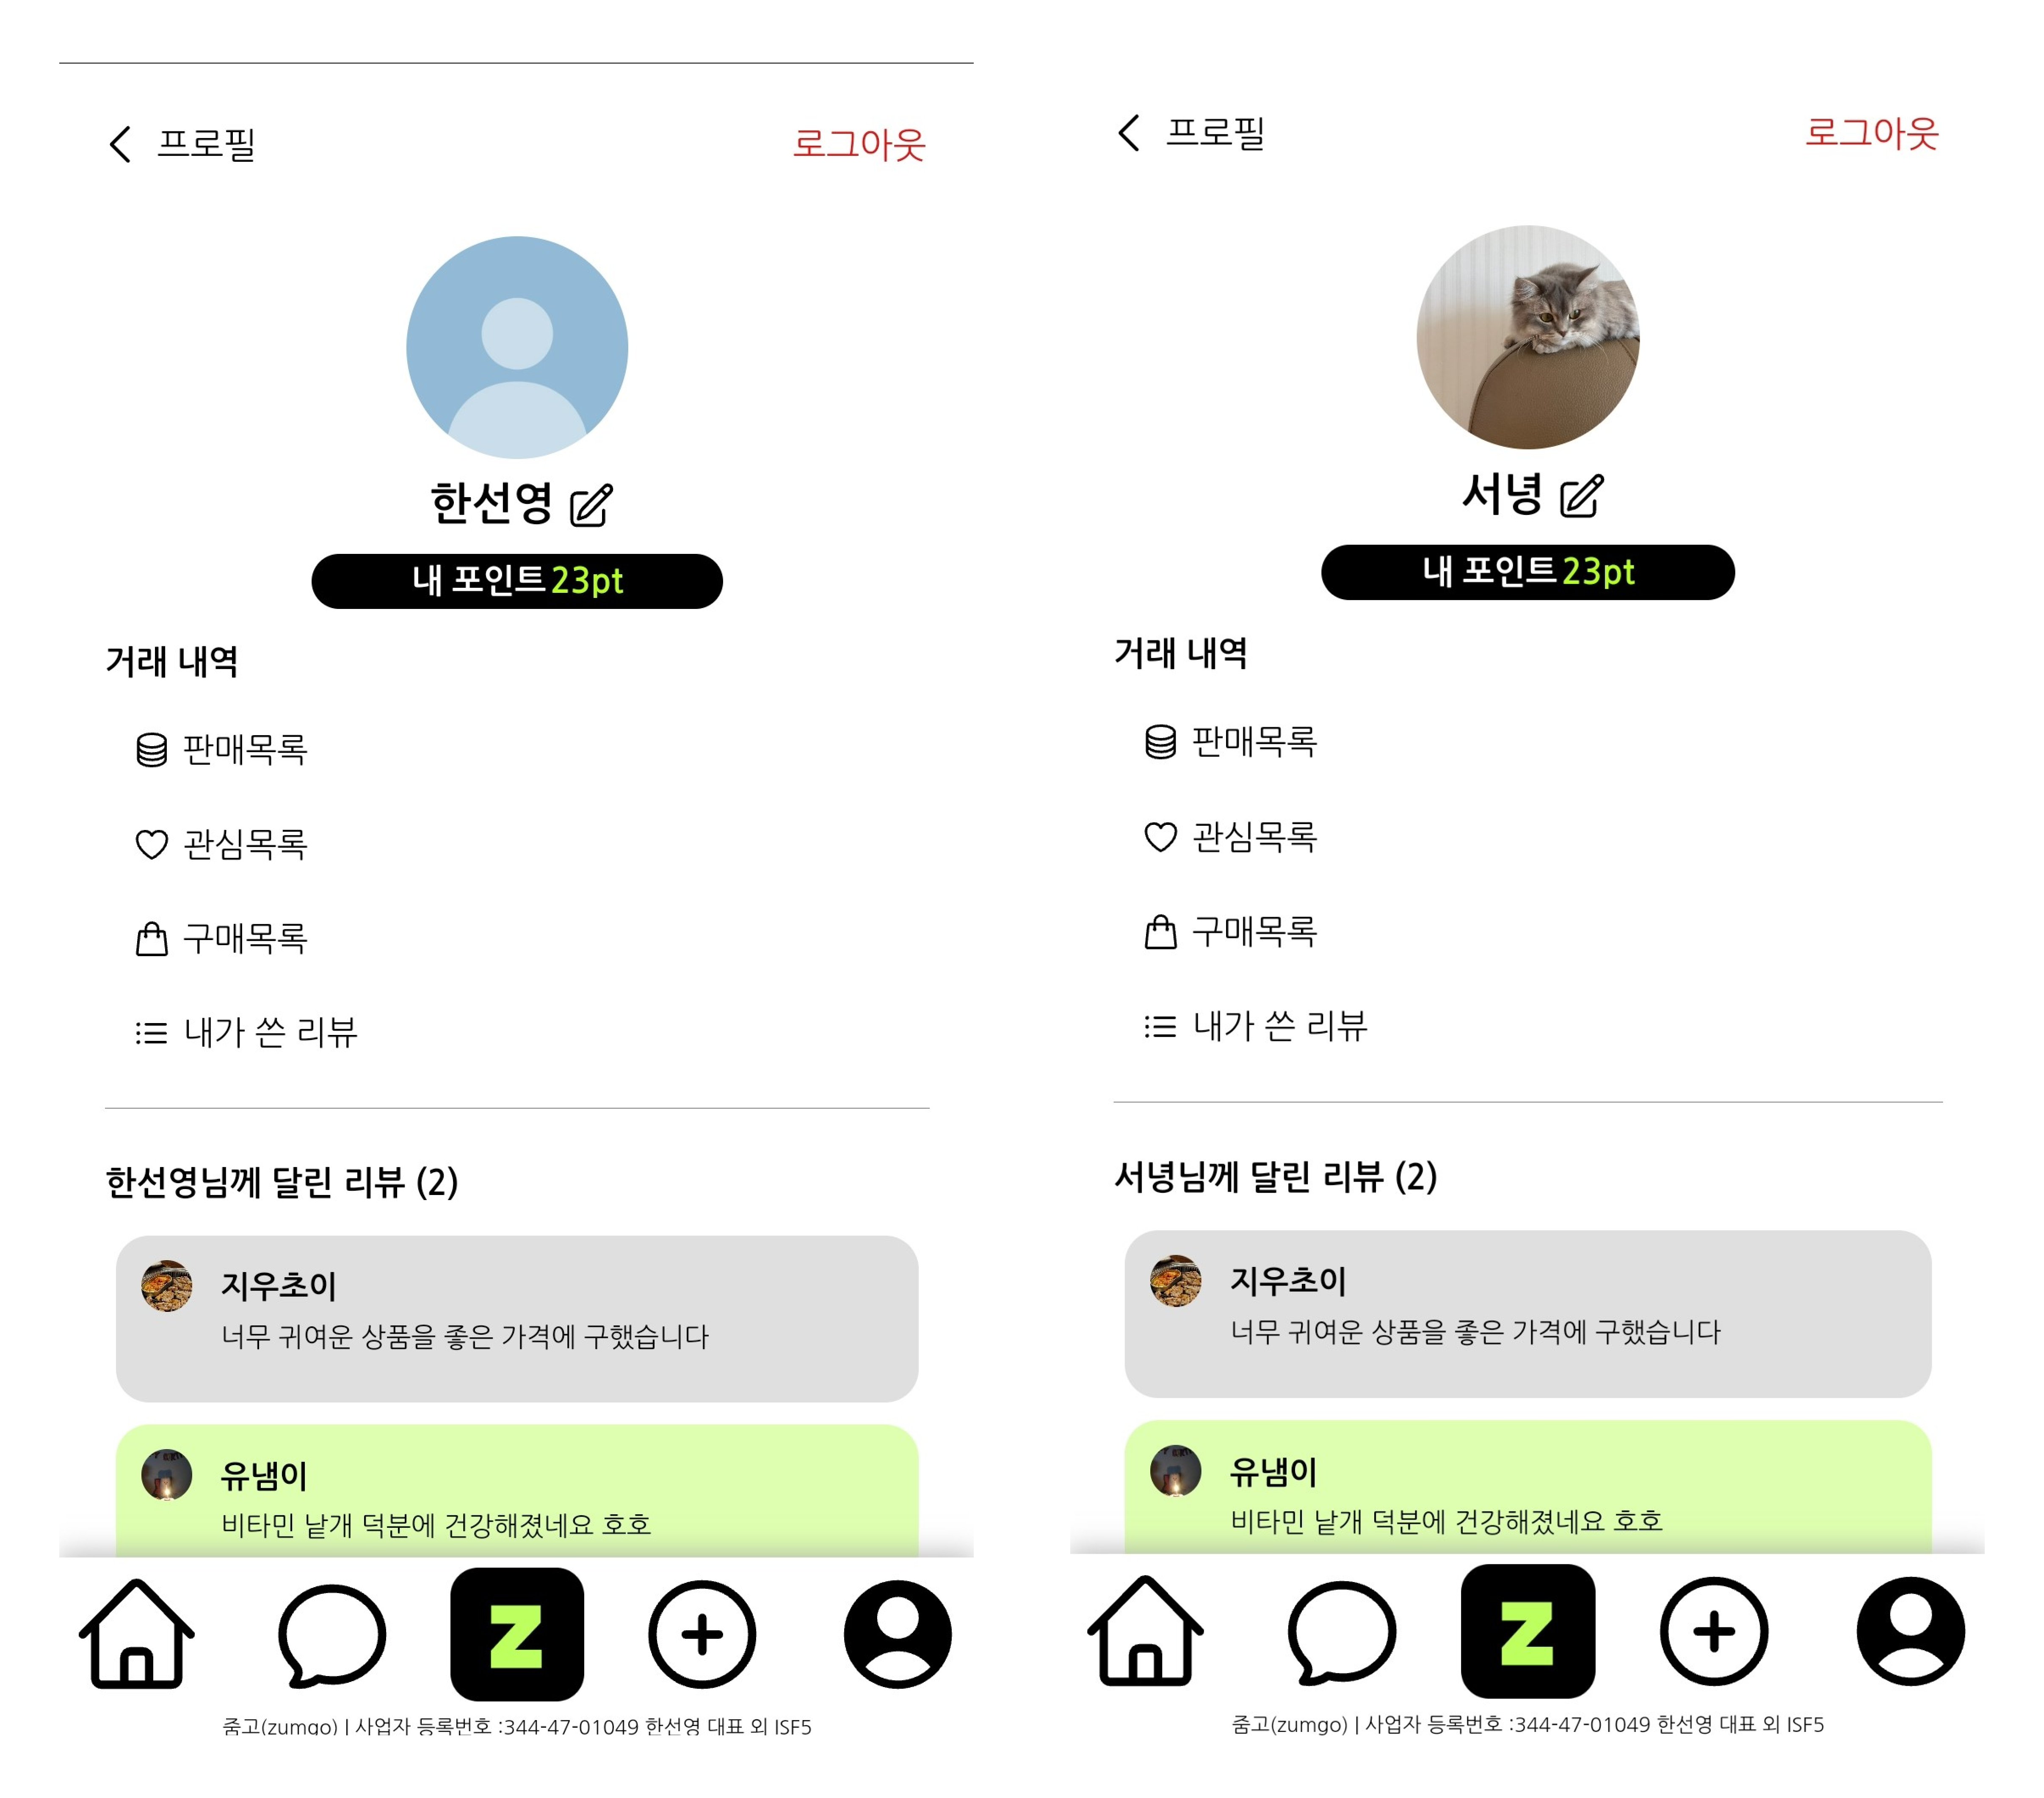 프로필
로그아웃
한선영
내 포인트 23pt
거래 내역
판매목록
관심목록
구매목록
내가 쓴 리뷰
한선영님께 달린 리뷰 (2)
지우초이
너무 귀여운 상품을 좋은 가격에 구했습니다
유냄이
비타민 낱개 덕분에 건강해졌네요 호호
Z
줌고(zumgo) | 사업자 등록번호 :344-47-01049 한선영 대표 외 ISF5
프로필
로그아웃
서녕
내 포인트 23pt
거래 내역
판매목록
관심목록
구매목록
내가 쓴 리뷰
서녕님께 달린 리뷰 (2)
지우초이
너무 귀여운 상품을 좋은 가격에 구했습니다
유냄이
비타민 낱개 덕분에 건강해졌네요 호호
Z
줌고(zumgo) | 사업자 등록번호 :344-47-01049 한선영 대표 외 ISF5